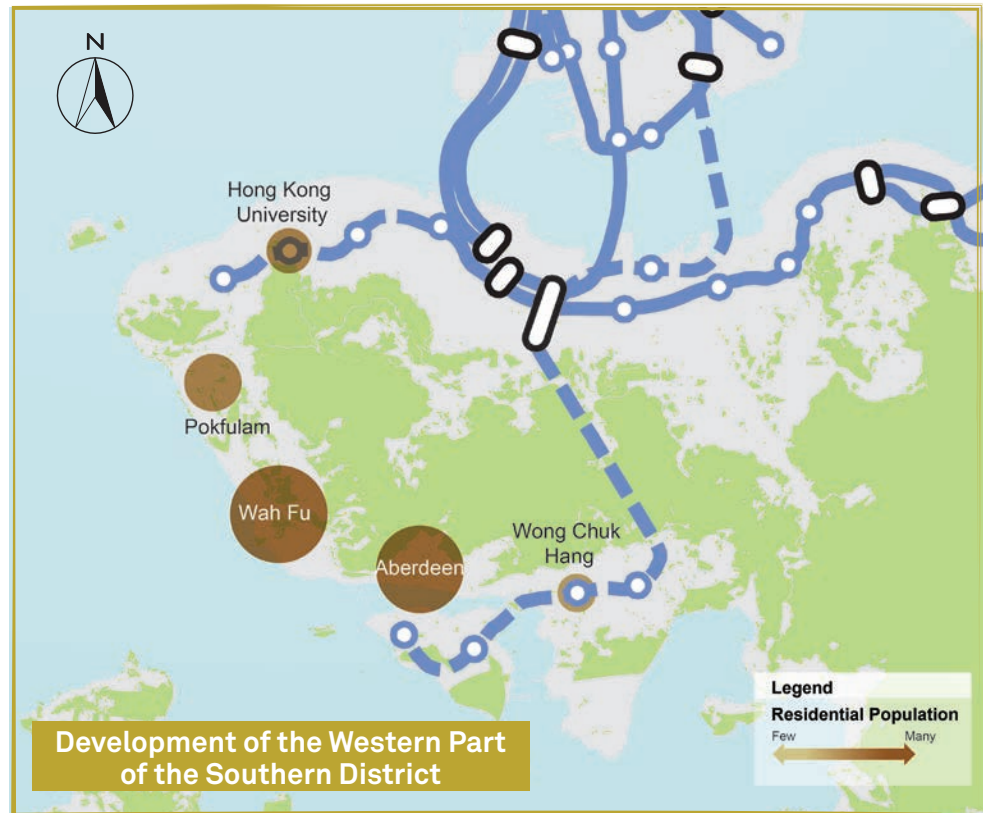 N
Hong Kong
University
Pokfulam
Wah Fu
Aberdeen
Wong Chuk
Hang
Legend
Residential Population
Few Many
Development of the Western Part
of the Southern District